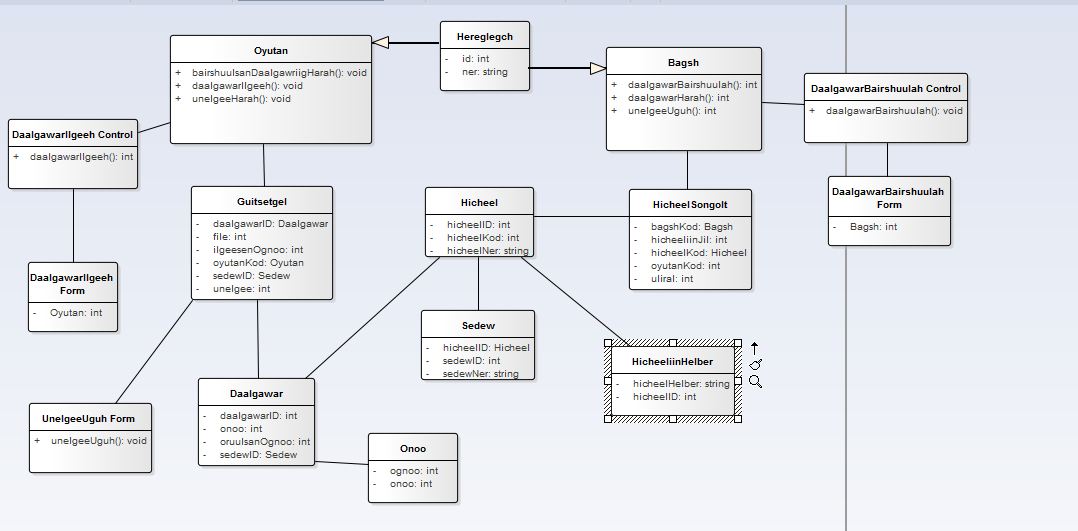 Hereglegch
- id: int
- ner: string
Oyutan
+ bairshuulsanDaalgawriigHarah(): void
+ daalgawarIlgeeh(): void
+ unelgeeHarah(): void
Bagsh
+ daalgawarBairshuulah(): int
+ daalgawarHarah(): int
+ unelgeeUguh(): int
DaalgawarBairshuulah Control
+ daalgawarBairshuulah(): void
DaalgawarIlgeeh Control
+ daalgawarIlgeeh(): int
Guitsetgel
- daalgawarID: Daalgawar
- file: int
- ilgeesenOgnoo: int
- oyutanKod: Oyutan
- sedewID: Sedew
- unelgee: int
Hicheel
- hicheelID: int
- hicheelKod: int
- hicheelNer: string
HicheelSongolt
- bagshKod: Bagsh
- hicheeliinJil: int
- hicheelKod: Hicheel
- oyutanKod: int
- uliral: int
DaalgawarBairshuulah
Form
- Bagsh: int
DaalgawarIlgeeh
Form
- Oyutan: int
Sedew
- hicheelID: Hicheel
- sedewID: int
- sedewNer: string
HicheeliinHelber
- hicheelHelber: string
- hicheelID: int
Daalgawar
- daalgawarID: int
- onoo: int
- oruulsanOgnoo: int
- sedewID: Sedew
UnelgeeUguh Form
+ unelgeeUguh(): void
Onoo
- ognoo: int
- onoo: int